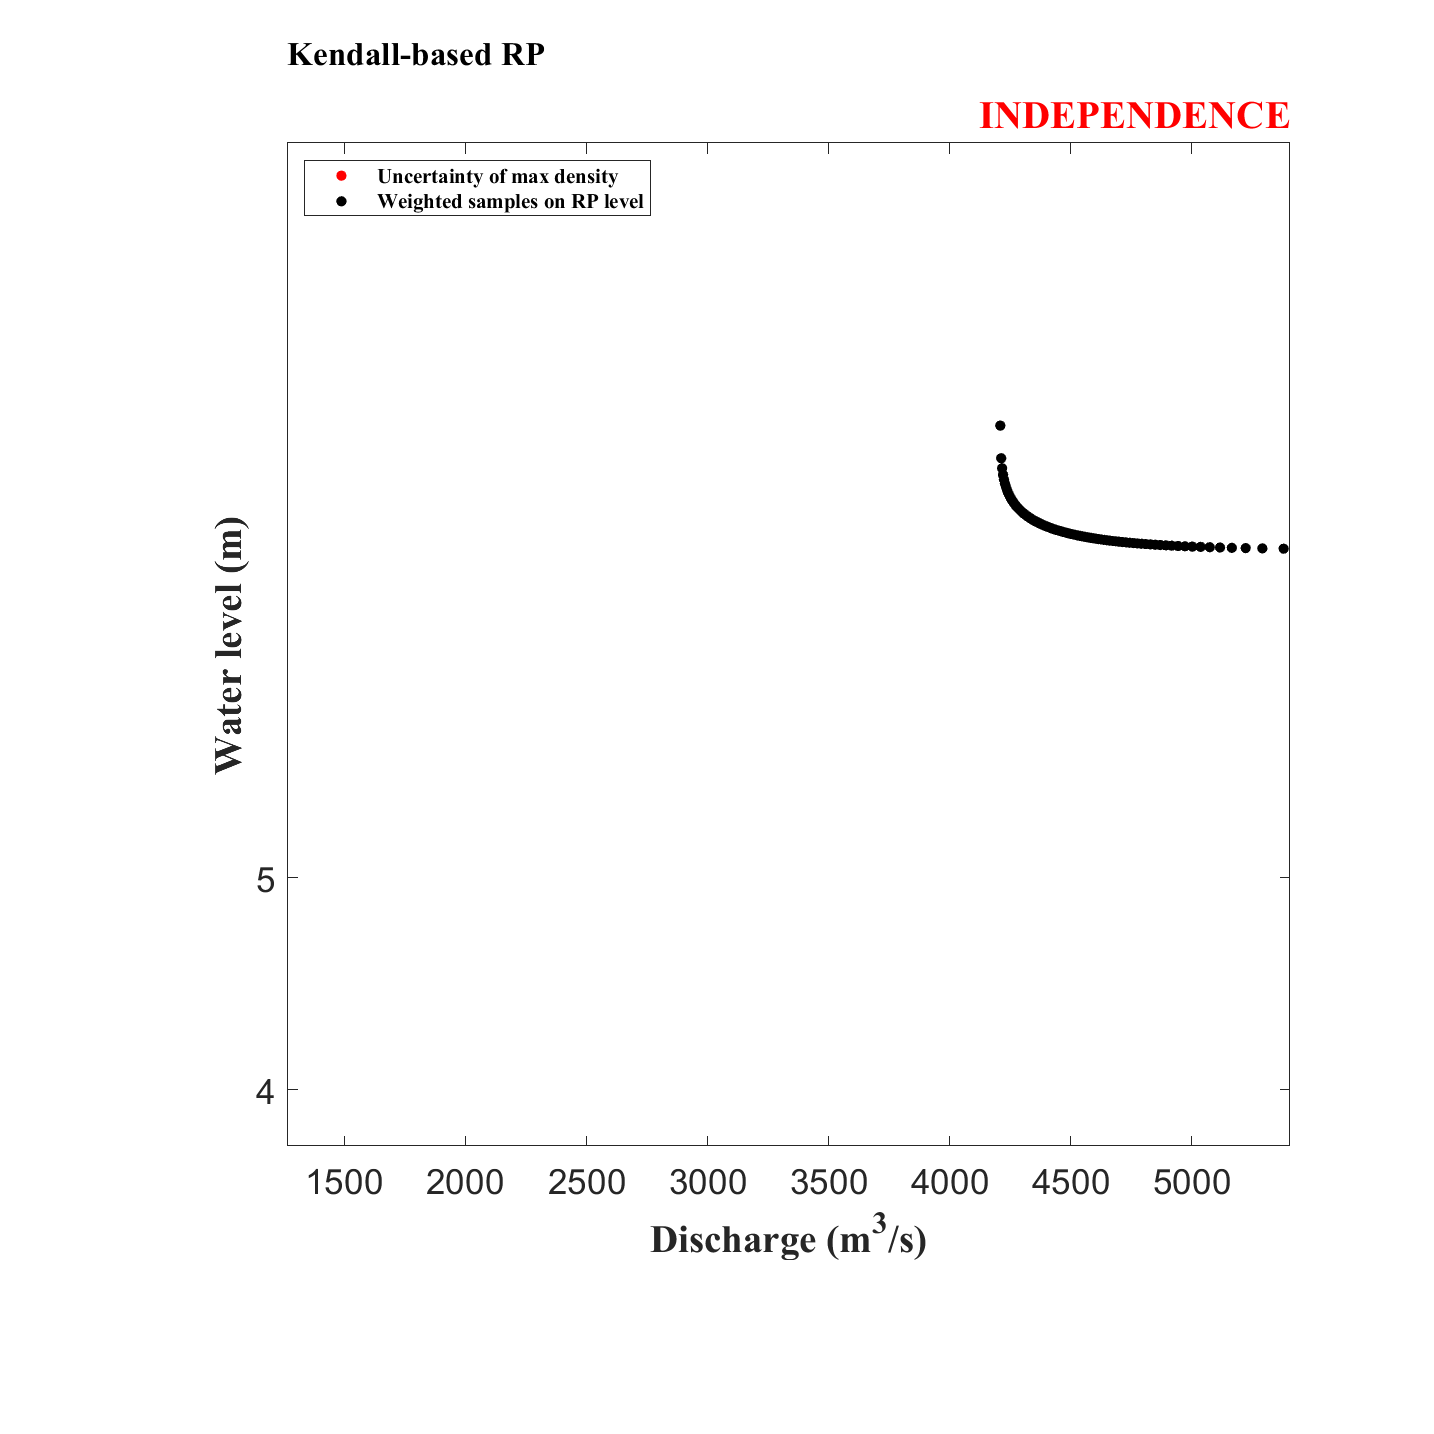 Kendall-based RP
INDEPENDENCE
Uncertainty of max density
Weighted samples on RP level
Water level (m)
5
4
1500 2000 2500 3000 3500 4000 4500 5000
Discharge (m³/s)